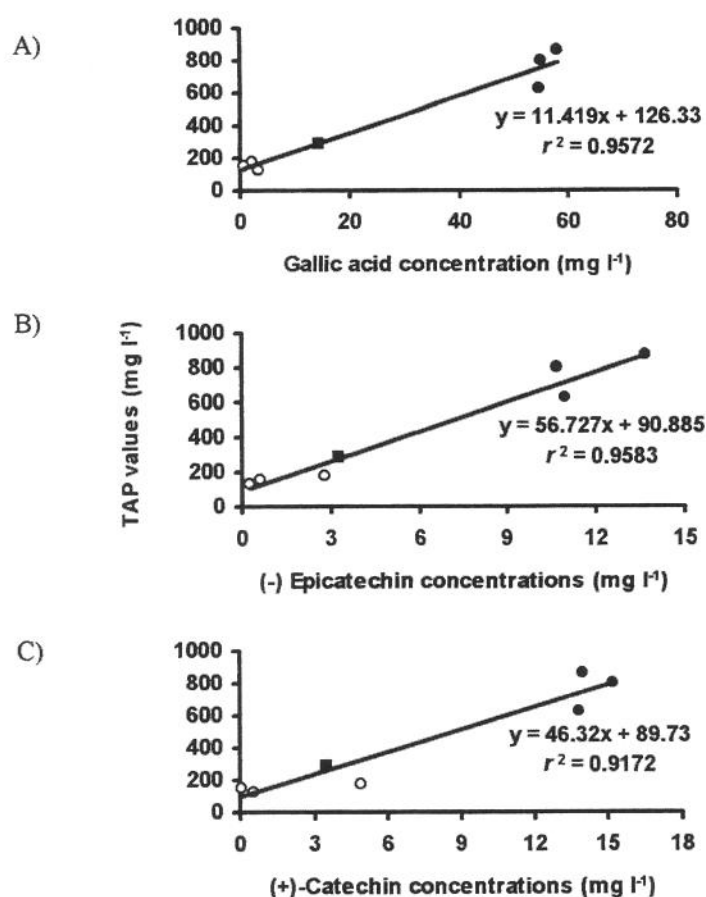 A)
1000
800
600
400
200
0
y = 11.419x + 126.33
r² = 0.9572
0 20 40 60 80
Gallic acid concentration (mg l⁻¹)
B)
TAP values (mg l⁻¹)
1000
800
600
400
200
0
y = 56.727x + 90.885
r² = 0.9583
0 3 6 9 12 15
(-) Epicatechin concentrations (mg l⁻¹)
C)
1000
800
600
400
200
0
y = 46.32x + 89.73
r² = 0.9172
0 3 6 9 12 15 18
(+)-Catechin concentrations (mg l⁻¹)